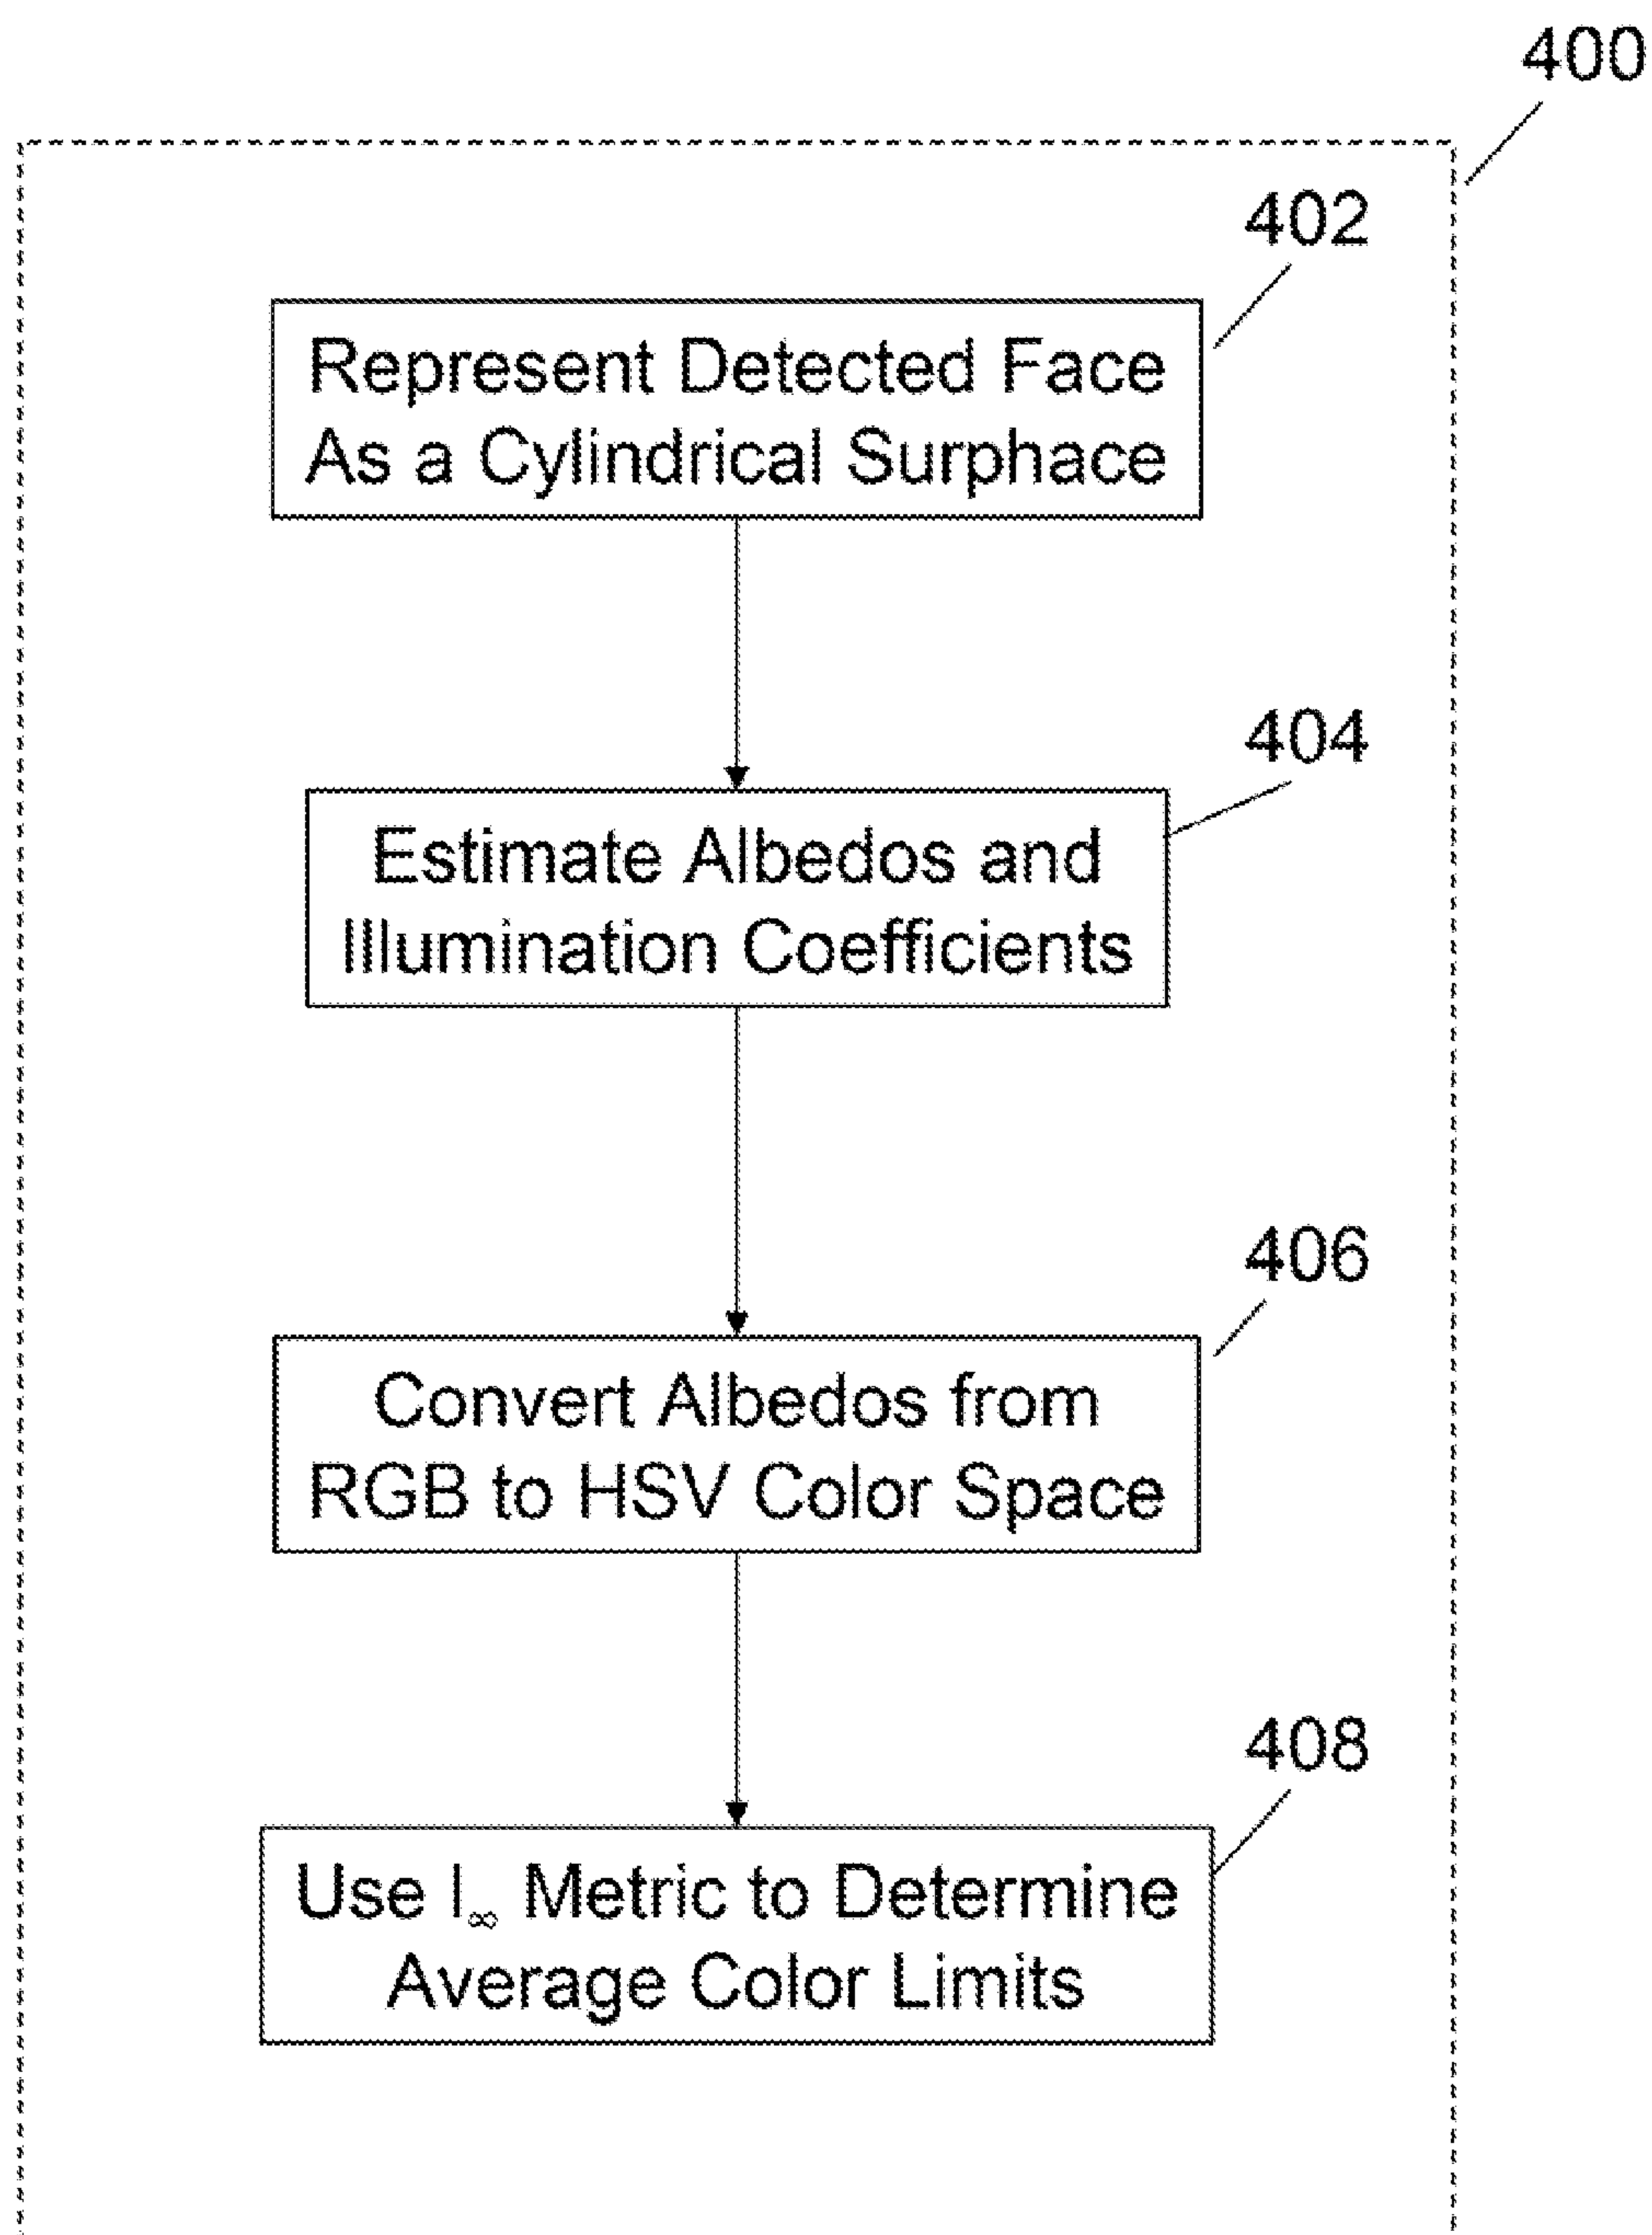 400
402
Represent Detected Face
As a Cylindrical Surphace
404
Estimate Albedos and
Illumination Coefficients
406
Convert Albedos from
RGB to HSV Color Space
408
Use l∞ Metric to Determine
Average Color Limits